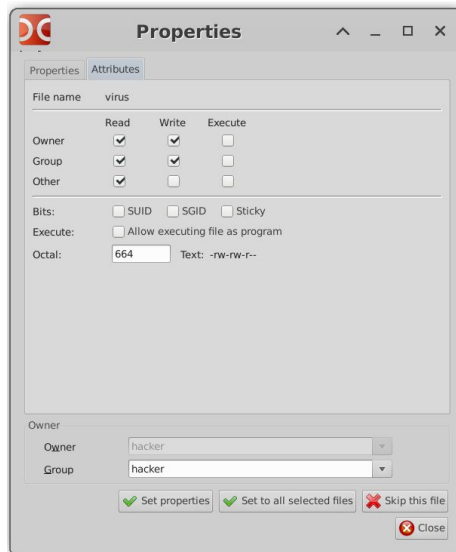 Properties
Properties Attributes
File name virus
Read Write Execute
Owner
Group
Other
Bits: SUID SGID Sticky
Execute: Allow executing file as program
Octal: 664 Text: -rw-rw-r--
Owner
Owner hacker
Group hacker
Set properties Set to all selected files Skip this file
Close